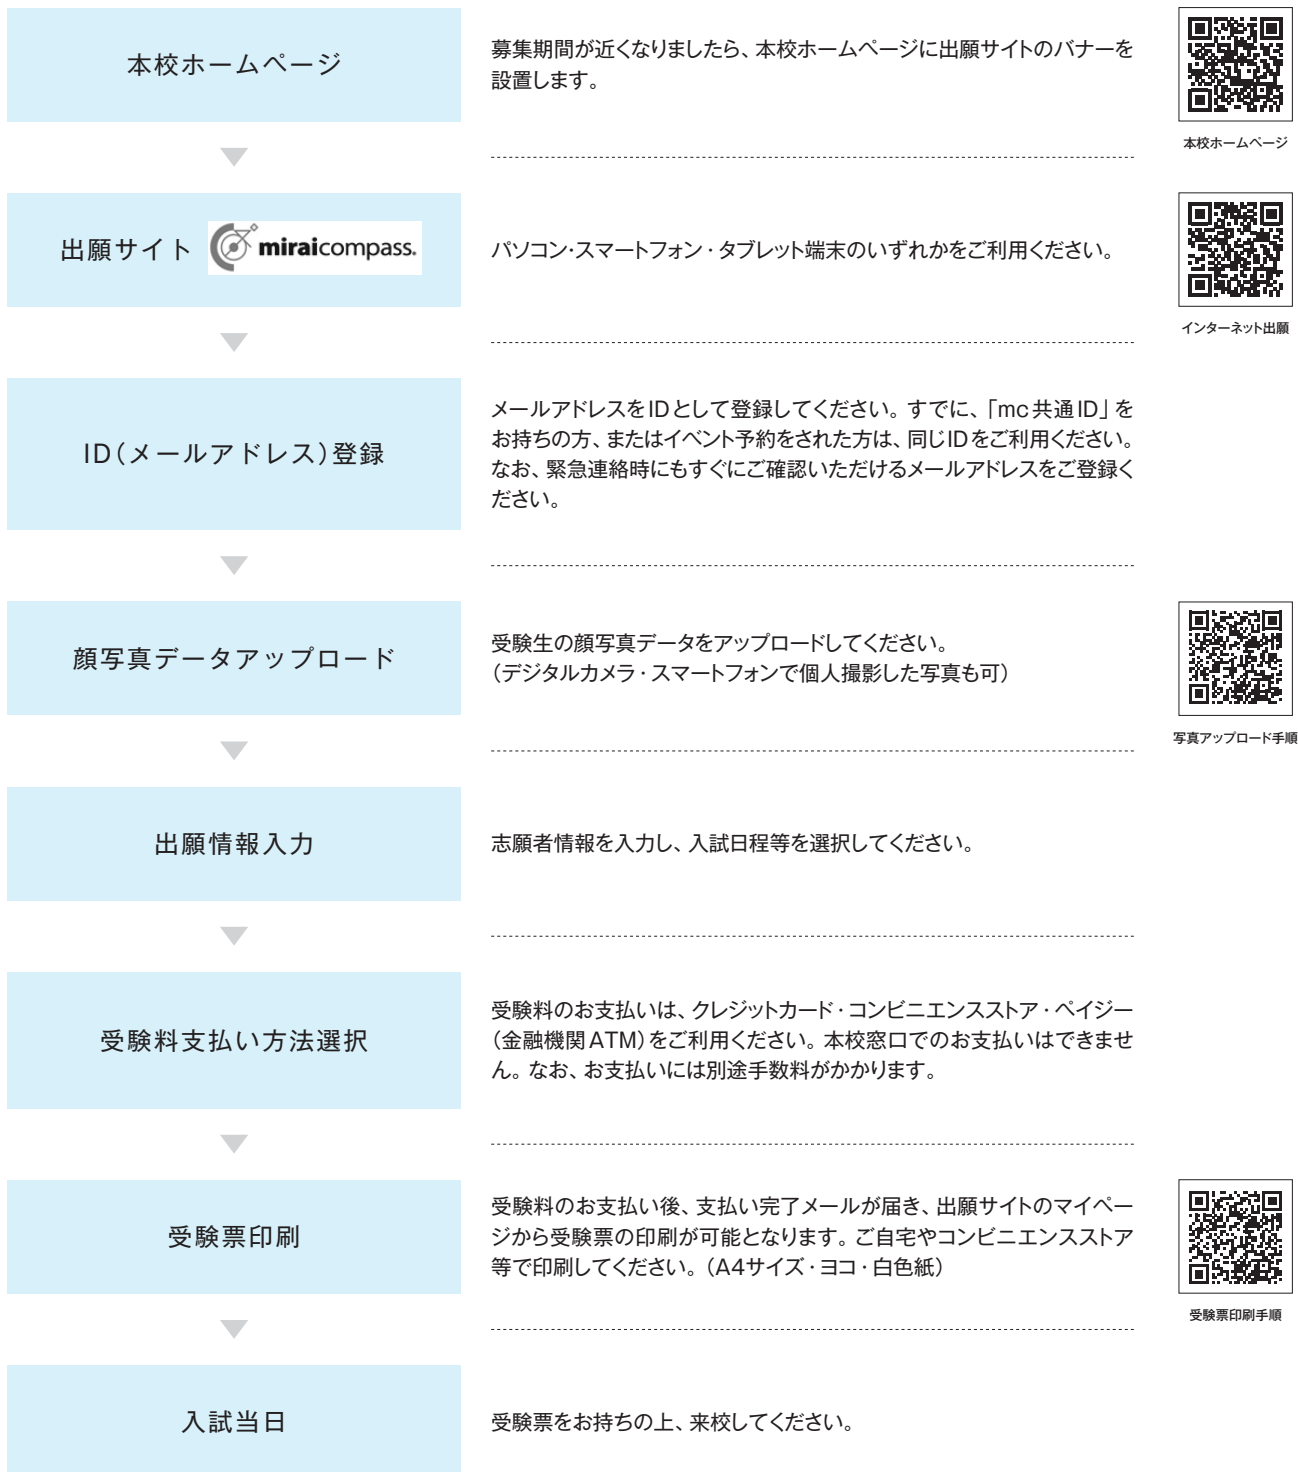 本校ホームページ
募集期間が近くなりましたら、本校ホームページに出願サイトのバナーを
設置します。
本校ホームページ
出願サイト miraicompass.
パソコン・スマートフォン・タブレット端末のいずれかをご利用ください。
インターネット出願
ID（メールアドレス）登録
メールアドレスをIDとして登録してください。すでに、「mc共通ID」を
お持ちの方、またはイベント予約をされた方は、同じIDをご利用ください。
なお、緊急連絡時にもすぐにご確認いただけるメールアドレスをご登録く
ださい。
顔写真データアップロード
受験生の顔写真データをアップロードしてください。
（デジタルカメラ・スマートフォンで個人撮影した写真も可）
写真アップロード手順
出願情報入力
志願者情報を入力し、入試日程等を選択してください。
受験料支払い方法選択
受験料のお支払いは、クレジットカード・コンビニエンスストア・ペイジー
（金融機関ATM）をご利用ください。本校窓口でのお支払いはできませ
ん。なお、お支払いには別途手数料がかかります。
受験票印刷
受験料のお支払い後、支払い完了メールが届き、出願サイトのマイペー
ジから受験票の印刷が可能となります。ご自宅やコンビニエンスストア
等で印刷してください。（A4サイズ・ヨコ・白色紙）
受験票印刷手順
入試当日
受験票をお持ちの上、来校してください。